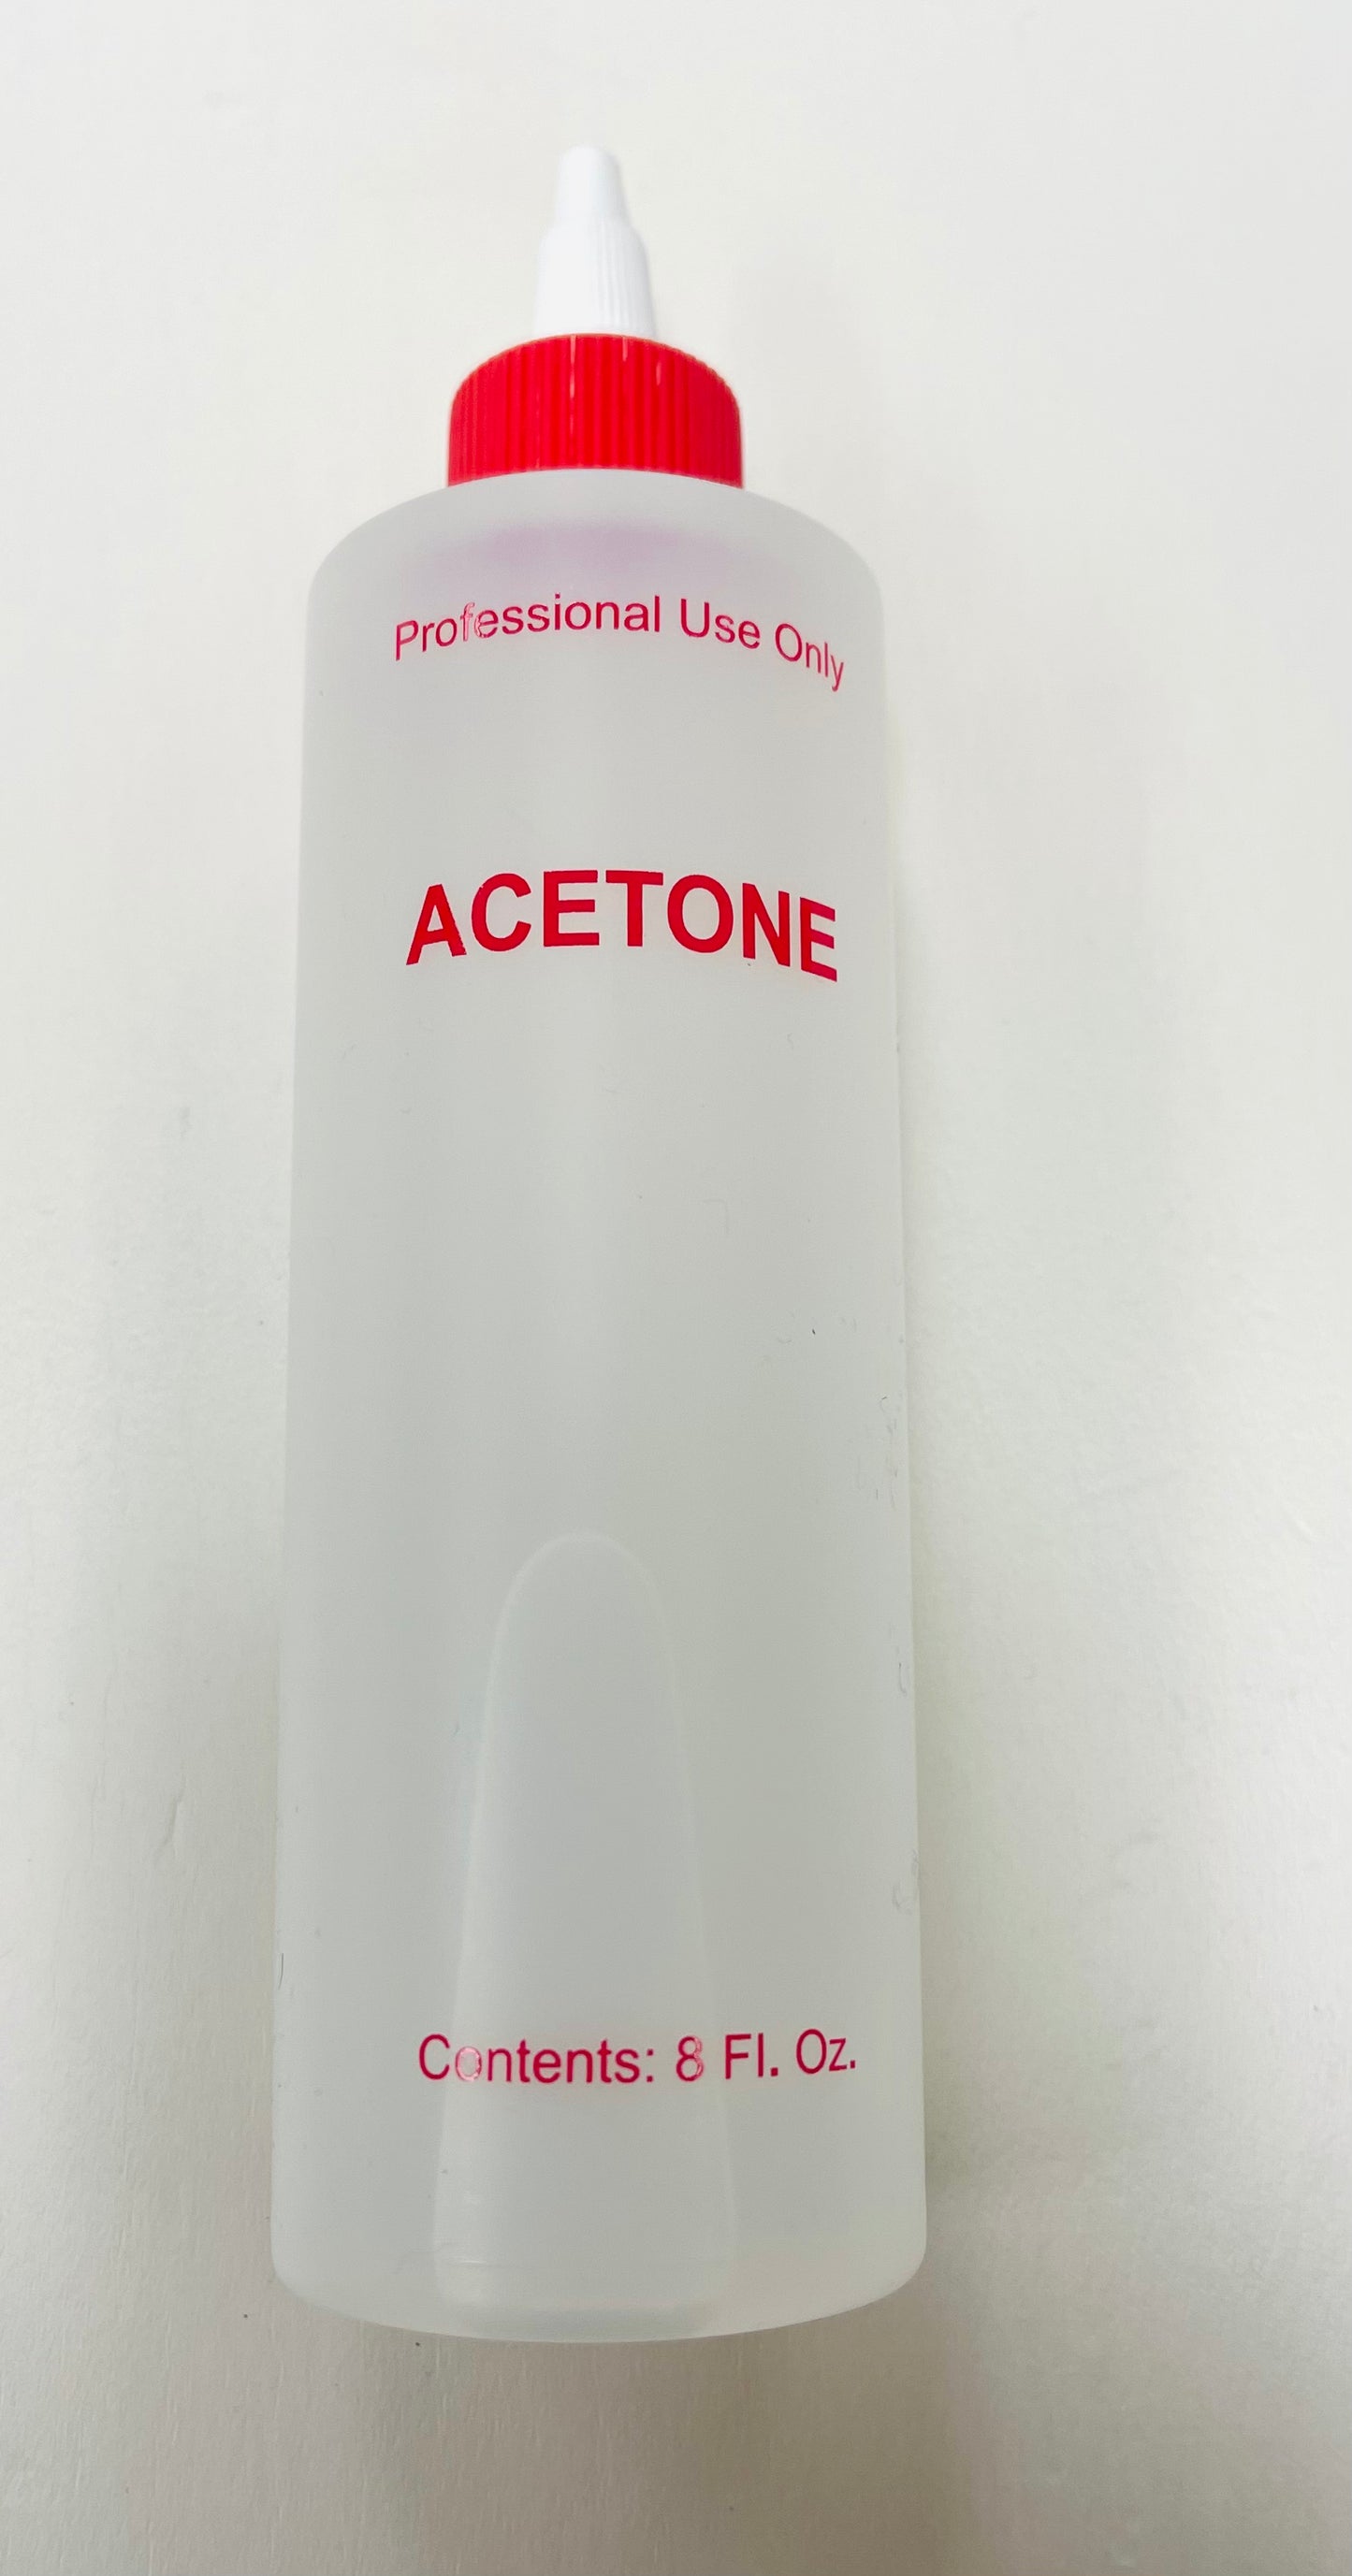 Professional Use Only
ACETONE
Contents: 8 Fl. Oz.